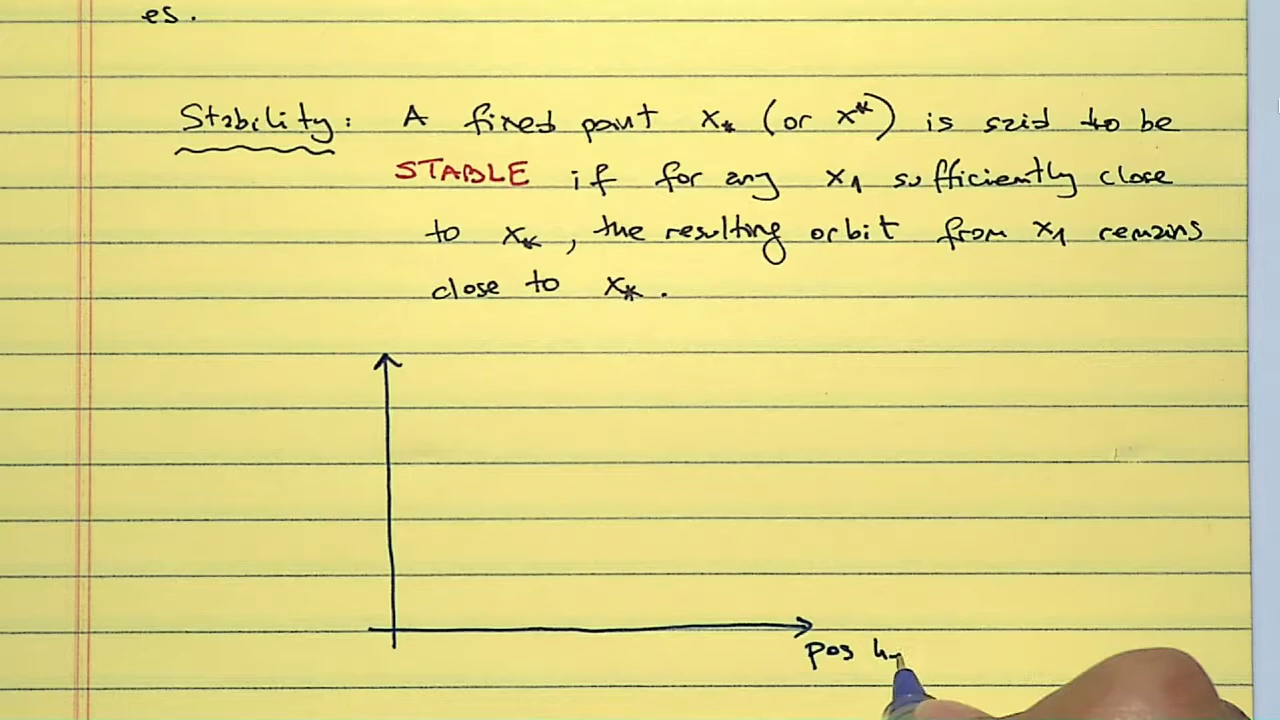 es.
Stability: A fixed point x* (or x*) is said to be
STABLE if for any x1 sufficiently close
to x*, the resulting orbit from x1 remains
close to x*.
pos